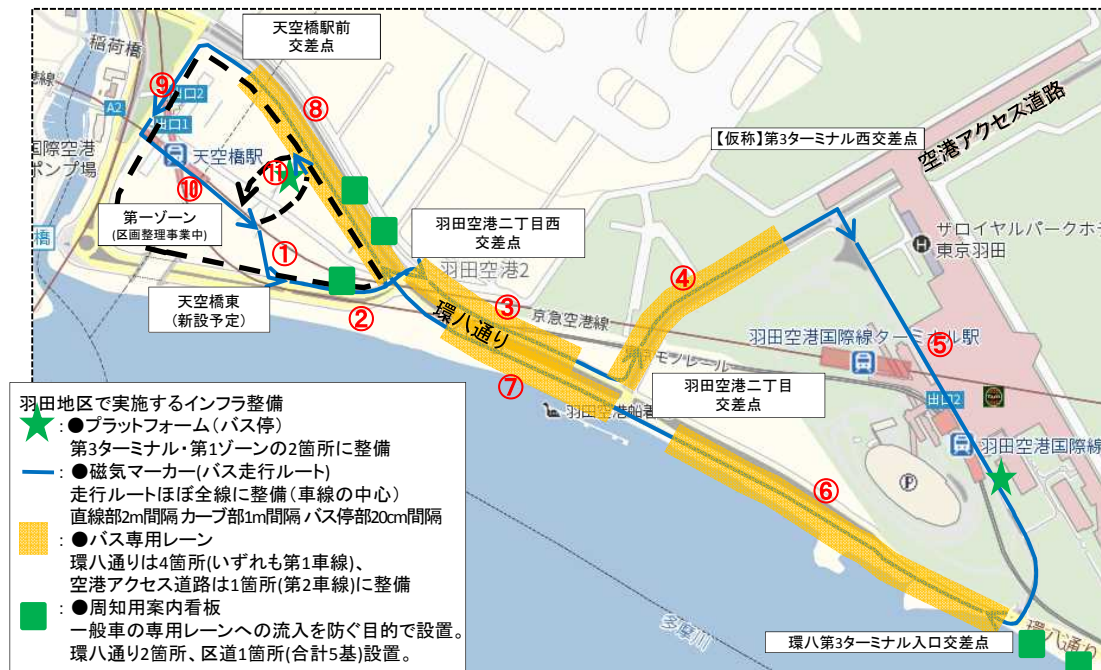 天空橋駅前
交差点
稲荷橋
⑨
出口2
A2
出口1
⑧
国際空港
ポンプ場
天空橋駅
⑪
⑩
【仮称】第3ターミナル西交差点
空港アクセス道路
第一ゾーン
(区画整理事業中)
橋
羽田空港二丁目西
交差点
ザロイヤルパークホテ
東京羽田
H
①
羽田空港2
④
天空橋東
(新設予定)
②
③
環八通り
京急空港線
東京モノレール
羽田空港国際線ターミナル駅
⑤
⑦
羽田空港二丁目
交差点
羽田空港船着
出口2
羽田空港国際線
⑥
P
多摩川
環八通り
環八第3ターミナル入口交差点
羽田地区で実施するインフラ整備
:●プラットフォーム(バス停)
第3ターミナル・第1ゾーンの2箇所に整備
:●磁気マーカー(バス走行ルート)
走行ルートほぼ全線に整備(車線の中心)
直線部2m間隔 カーブ部1m間隔 バス停部20cm間隔
:●バス専用レーン
環八通りは4箇所(いずれも第1車線)、
空港アクセス道路は1箇所(第2車線)に整備
:●周知用案内看板
一般車の専用レーンへの流入を防ぐ目的で設置。
環八通り2箇所、区道1箇所(合計5基)設置。